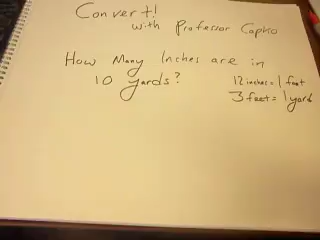 Convert!
with Professor Capko
How Many Inches are in
10 yards?
12 inches = 1 foot
3 feet = 1 yard